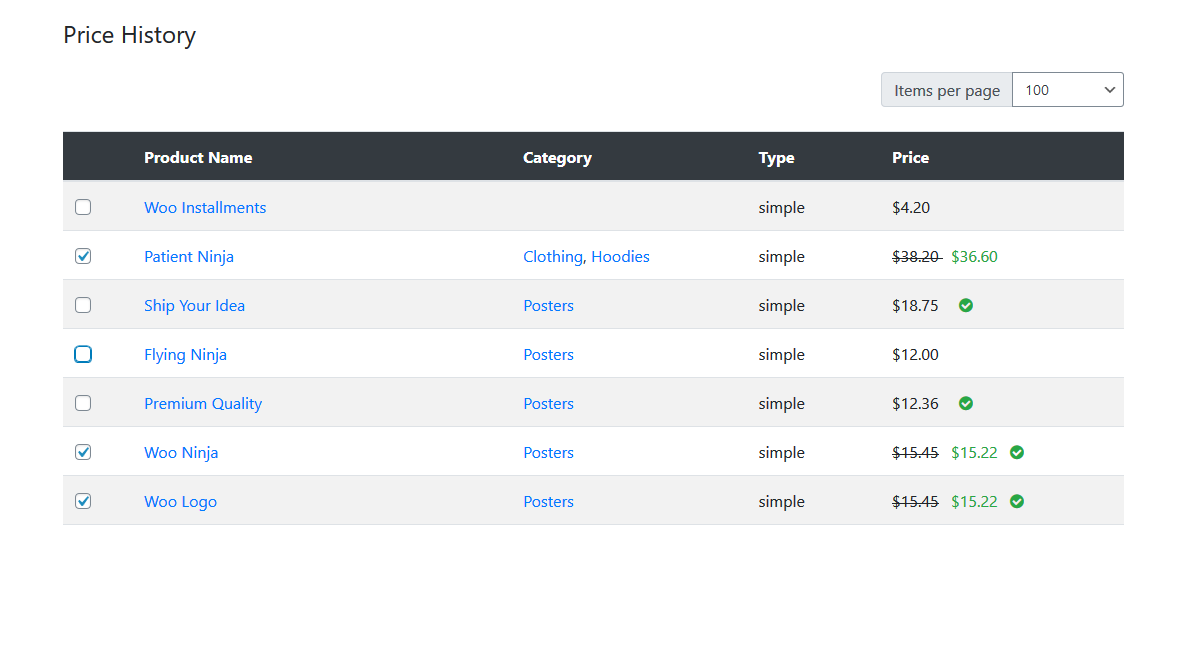 Price History
Items per page 100
Product Name Category Type Price
Woo Installments simple $4.20
Patient Ninja Clothing, Hoodies simple $38.20 $36.60
Ship Your Idea Posters simple $18.75
Flying Ninja Posters simple $12.00
Premium Quality Posters simple $12.36
Woo Ninja Posters simple $15.45 $15.22
Woo Logo Posters simple $15.45 $15.22